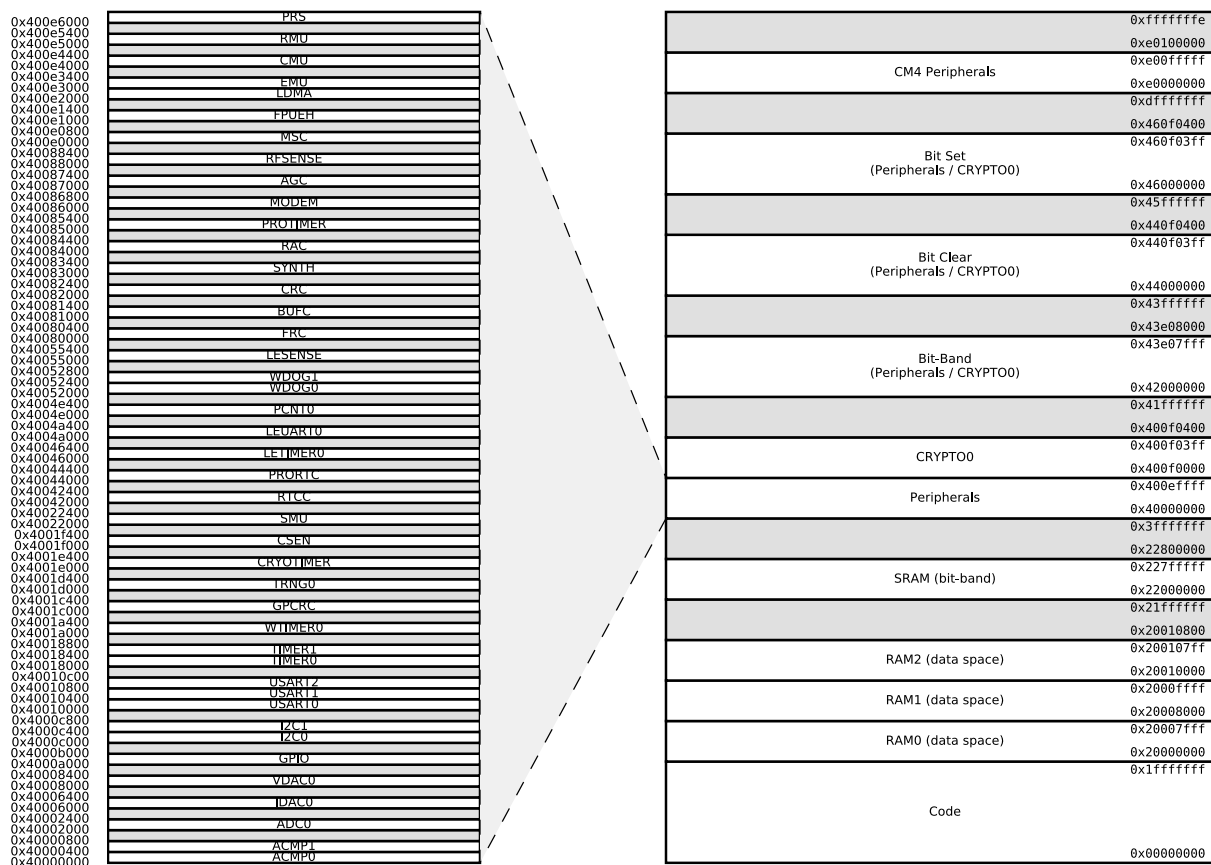 PRS
0x400e6000
0x400e5400
RMU
0x400e5000
0x400e4400
CMU
0x400e4000
0x400e3400
EMU
0x400e3000
LDMA
0x400e2000
0x400e1400
FPUEH
0x400e1000
0x400e0800
MSC
0x400e0000
0x40088400
RFSENSE
0x40088000
0x40087400
AGC
0x40087000
0x40086800
MODEM
0x40086000
0x40085400
PROTIMER
0x40085000
0x40084400
RAC
0x40084000
0x40083400
SYNTH
0x40083000
0x40082400
CRC
0x40082000
0x40081400
BUFC
0x40081000
0x40080400
FRC
0x40080000
0x40055400
LESENSE
0x40055000
0x40052800
WDOG1
0x40052400
WDOG0
0x40052000
0x4004e400
PCNT0
0x4004e000
0x4004a400
LEUART0
0x4004a000
0x40046400
LETIMER0
0x40046000
0x40044400
PRORTC
0x40044000
0x40042400
RTCC
0x40042000
0x40022400
SMU
0x40022000
0x4001f400
CSEN
0x4001f000
0x4001e400
CRYOTIMER
0x4001e000
0x4001d400
TRNG0
0x4001d000
0x4001c400
GPCRC
0x4001c000
0x4001a400
WTIMER0
0x4001a000
0x40018800
TIMER1
0x40018400
TIMER0
0x40018000
0x40010c00
USART2
0x40010800
USART1
0x40010400
USART0
0x40010000
0x4000c800
I2C1
0x4000c400
I2C0
0x4000c000
0x4000b000
GPIO
0x4000a000
0x40008400
VDAC0
0x40008000
0x40006400
IDAC0
0x40006000
0x40002400
ADC0
0x40002000
0x40000800
ACMP1
0x40000400
ACMP0
0x40000000
0xfffffffe
0xe0100000
0xe00fffff
CM4 Peripherals
0xe0000000
0xdfffffff
0x460f0400
0x460f03ff
Bit Set
(Peripherals / CRYPTO0)
0x46000000
0x45ffffff
0x440f0400
0x440f03ff
Bit Clear
(Peripherals / CRYPTO0)
0x44000000
0x43ffffff
0x43e08000
0x43e07fff
Bit-Band
(Peripherals / CRYPTO0)
0x42000000
0x41ffffff
0x400f0400
0x400f03ff
CRYPTO0
0x400f0000
0x400effff
Peripherals
0x40000000
0x3fffffff
0x22800000
0x227fffff
SRAM (bit-band)
0x22000000
0x21ffffff
0x20010800
0x200107ff
RAM2 (data space)
0x20010000
0x2000ffff
RAM1 (data space)
0x20008000
0x20007fff
RAM0 (data space)
0x20000000
0x1fffffff
Code
0x00000000